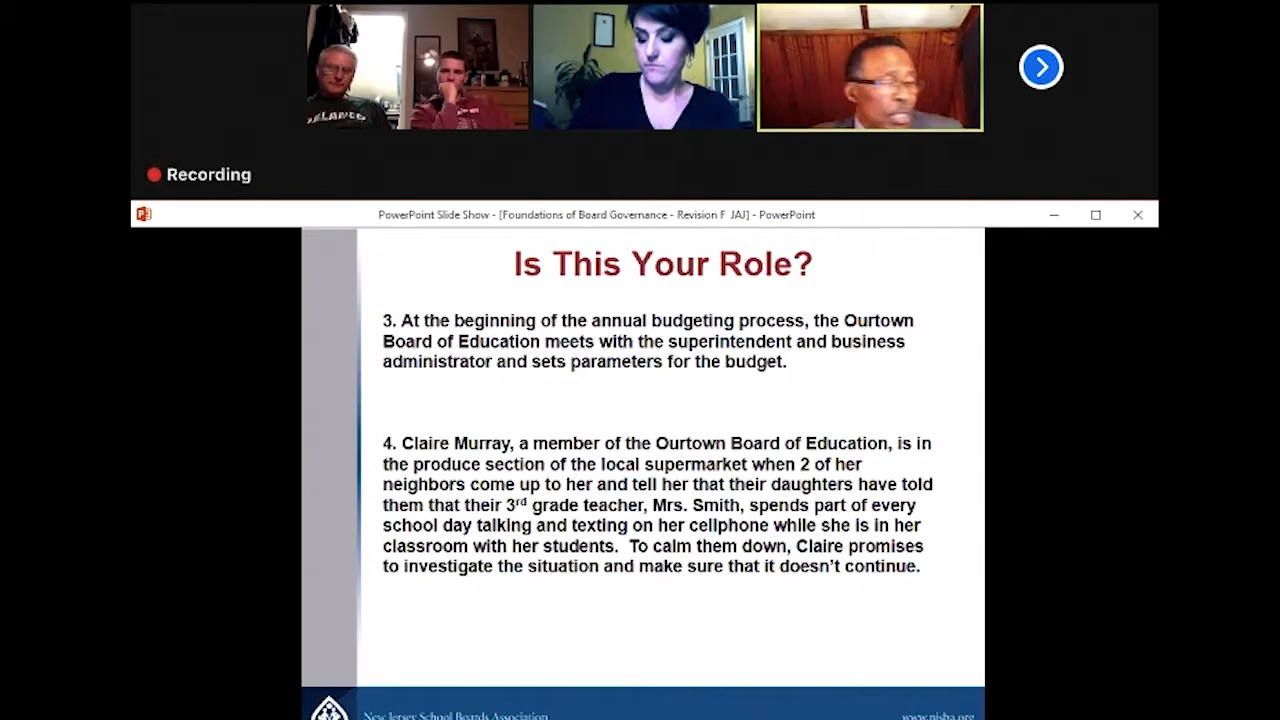 ELAND
Recording
PowerPoint Slide Show - [Foundations of Board Governance - Revision F JAJ] - PowerPoint
Is This Your Role?
3. At the beginning of the annual budgeting process, the Ourtown
Board of Education meets with the superintendent and business
administrator and sets parameters for the budget.
4. Claire Murray, a member of the Ourtown Board of Education, is in
the produce section of the local supermarket when 2 of her
neighbors come up to her and tell her that their daughters have told
them that their 3rd grade teacher, Mrs. Smith, spends part of every
school day talking and texting on her cellphone while she is in her
classroom with her students. To calm them down, Claire promises
to investigate the situation and make sure that it doesn't continue.
New Jersey School Boards Association
www.njsba.org